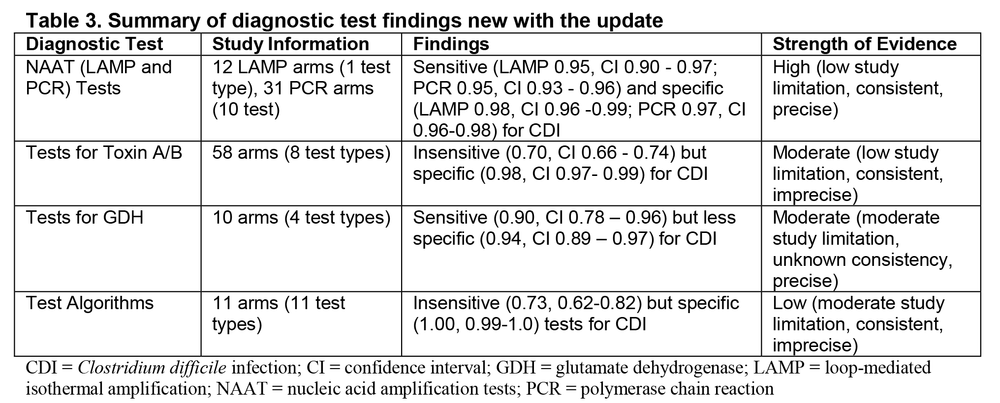 Table 3. Summary of diagnostic test findings new with the update
Diagnostic Test
Study Information
Findings
Strength of Evidence
NAAT (LAMP and
PCR) Tests
12 LAMP arms (1 test
type), 31 PCR arms
(10 test)
Sensitive (LAMP 0.95, CI 0.90 - 0.97;
PCR 0.95, CI 0.93 - 0.96) and specific
(LAMP 0.98, CI 0.96 -0.99; PCR 0.97, CI
0.96-0.98) for CDI
High (low study
limitation, consistent,
precise)
Tests for Toxin A/B
58 arms (8 test types)
Insensitive (0.70, CI 0.66 - 0.74) but
specific (0.98, CI 0.97- 0.99) for CDI
Moderate (low study
limitation, consistent,
imprecise)
Tests for GDH
10 arms (4 test types)
Sensitive (0.90, CI 0.78 – 0.96) but less
specific (0.94, CI 0.89 – 0.97) for CDI
Moderate (moderate
study limitation,
unknown consistency,
precise)
Test Algorithms
11 arms (11 test
types)
Insensitive (0.73, 0.62-0.82) but specific
(1.00, 0.99-1.0) tests for CDI
Low (moderate study
limitation, consistent,
imprecise)
CDI = Clostridium difficile infection; CI = confidence interval; GDH = glutamate dehydrogenase; LAMP = loop-mediated
isothermal amplification; NAAT = nucleic acid amplification tests; PCR = polymerase chain reaction